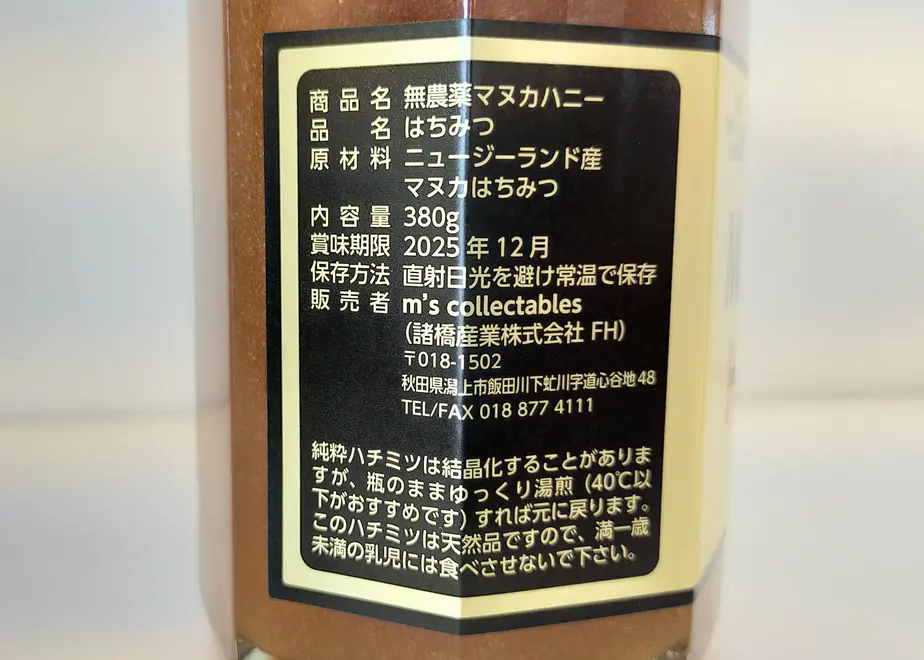 商品名 無農薬マヌカハニー
品名 はちみつ
原材料 ニュージーランド産
マヌカはちみつ
内容量 380g
賞味期限 2025年12月
保存方法 直射日光を避け常温で保存
販売者 m's collectables
(諸橋産業株式会社 FH)
〒018-1502
秋田県潟上市飯田川下虻川字道心谷地48
TEL/FAX 018 877 4111
純粋ハチミツは結晶化することがありま
すが、瓶のままゆっくり湯煎（40℃以
下がおすすめです）すれば元に戻ります。
このハチミツは天然品ですので、満一歳
未満の乳児には食べさせないで下さい。